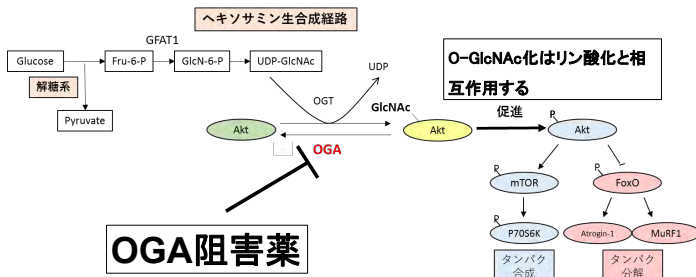 ヘキソサミン生合成経路
GFAT1
Glucose
Fru-6-P
GlcN-6-P
UDP-GlcNAc
UDP
解糖系
Pyruvate
OGT
O-GlcNAc化はリン酸化と相
互作用する
GlcNAc
促進
P
Akt
Akt
Akt
OGA
P
mTOR
P
FoxO
P
P70S6K
Atrogin-1
MuRF1
OGA阻害薬
タンパク
合成
タンパク
分解